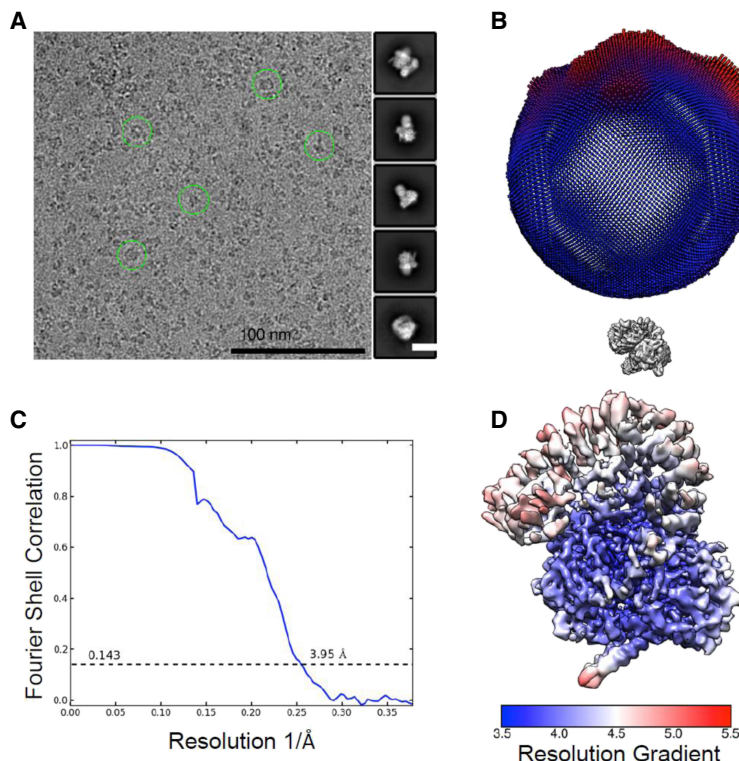 A
100 nm
B
C
1.0
0.8
0.6
0.4
0.2
0.0
0.143
3.95 Å
0.00
0.05
0.10
0.15
0.20
0.25
0.30
0.35
Fourier Shell Correlation
Resolution 1/Å
D
3.5
4.0
4.5
5.0
5.5
Resolution Gradient